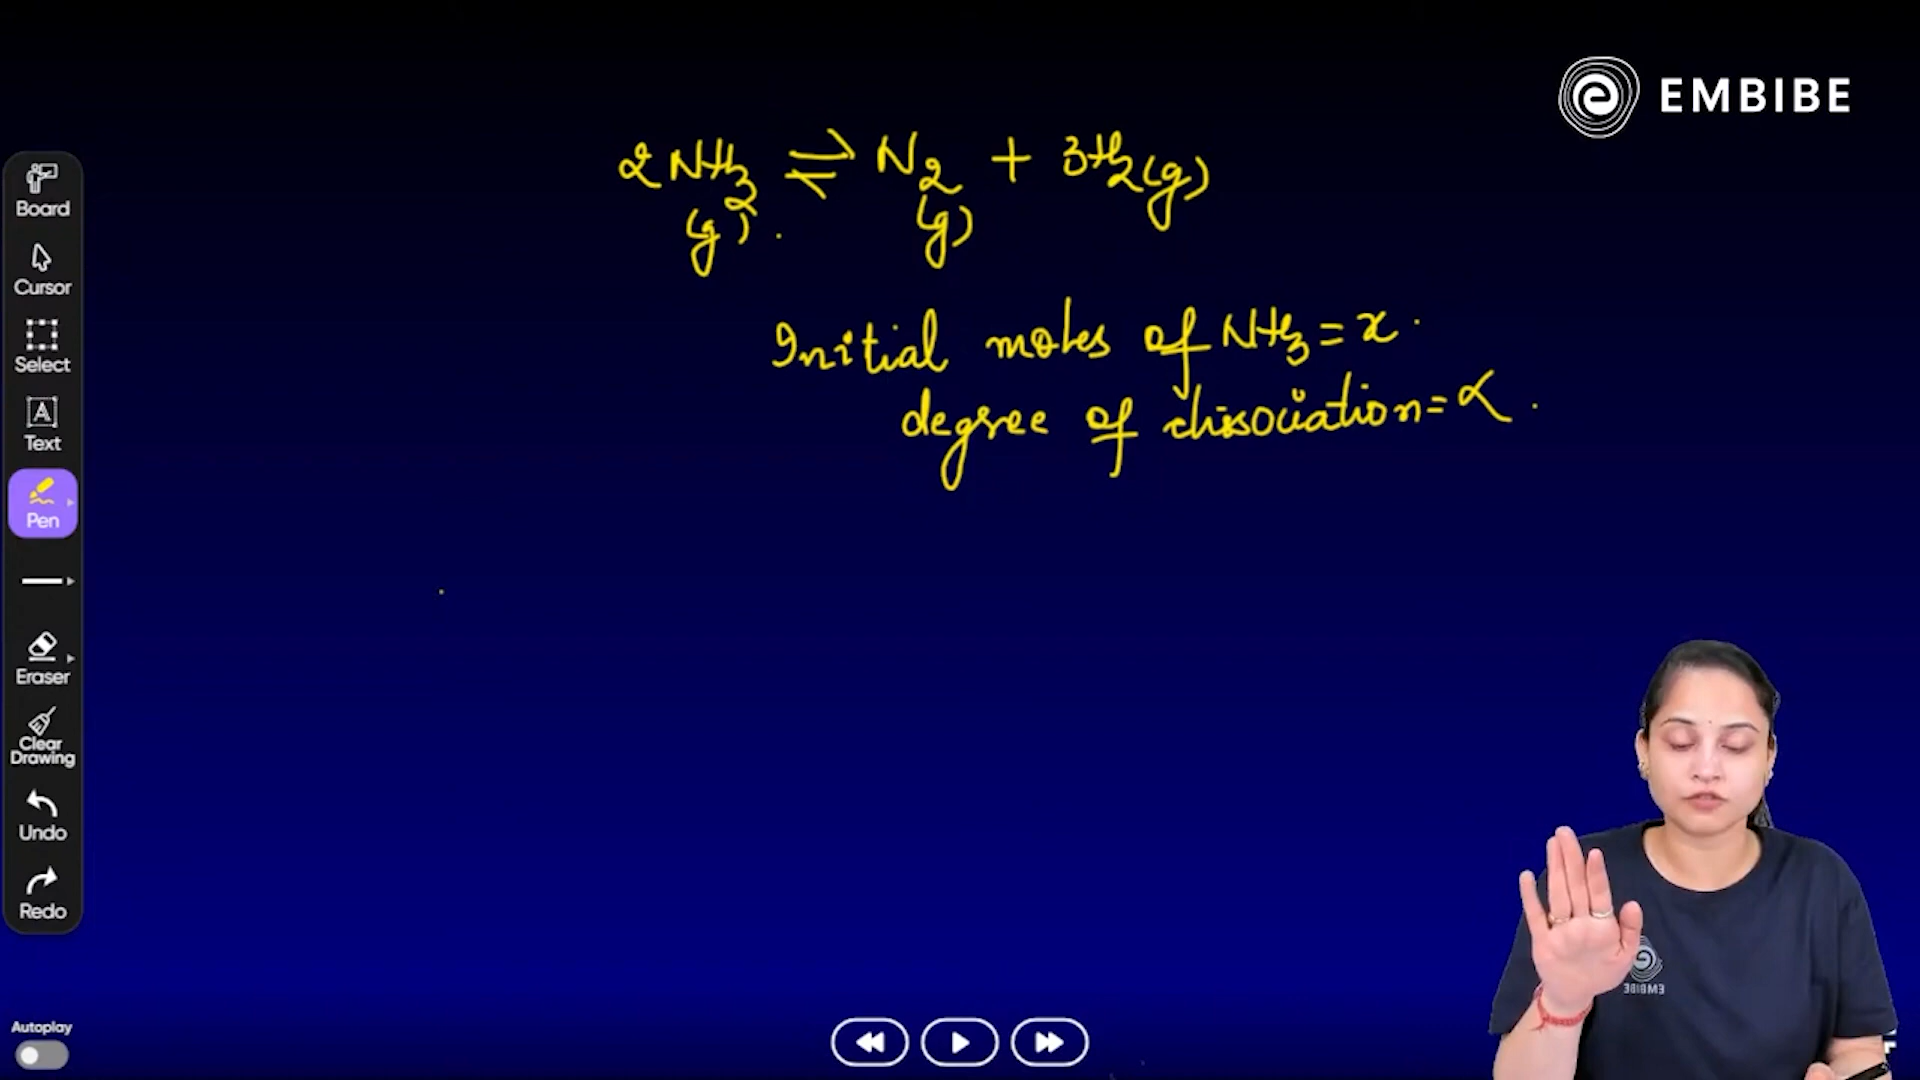 EMBIBE
2NH3 ⇌ N2 + 3H2(g)
(g) (g)
Initial moles of NH3 = x.
degree of dissociation = α.
Board
Cursor
Select
Text
Pen
Eraser
Clear
Drawing
Undo
Redo
Autoplay
EMBIBE